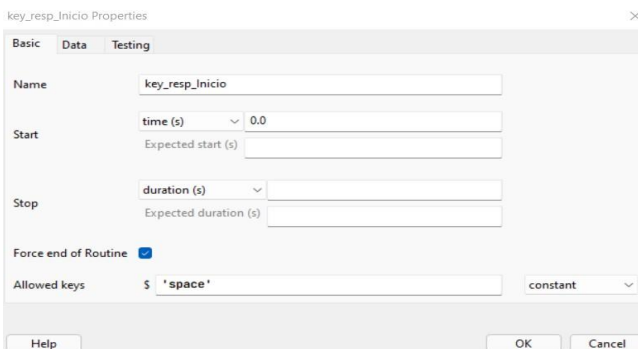 key_resp_Inicio Properties
Basic Data Testing
Name key_resp_Inicio
Start time (s) 0.0
Expected start (s)
Stop duration (s)
Expected duration (s)
Force end of Routine
Allowed keys $ 'space' constant
Help OK Cancel